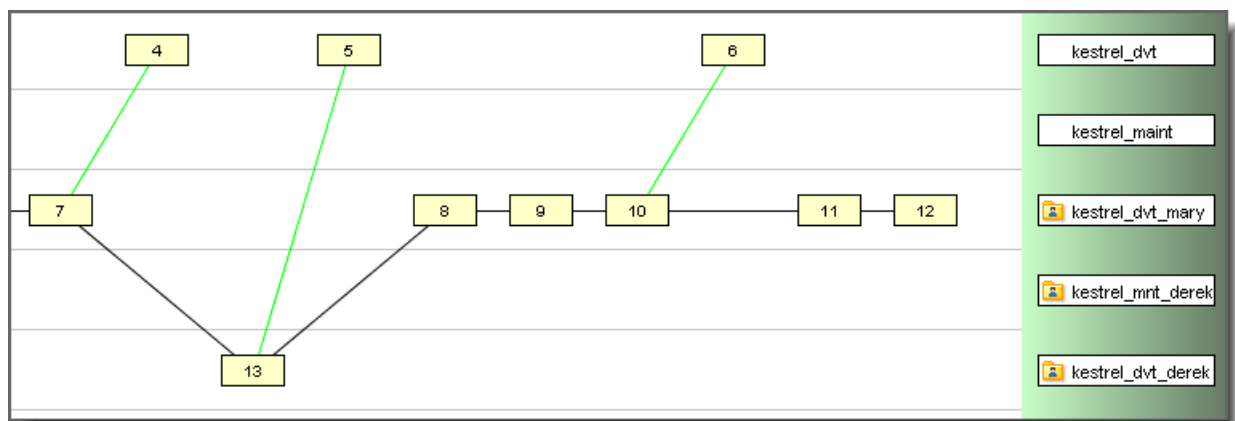 4 5 6 kestrel_dvt
kestrel_maint
7 8 9 10 11 12 kestrel_dvt_mary
kestrel_mnt_derek
13 kestrel_dvt_derek